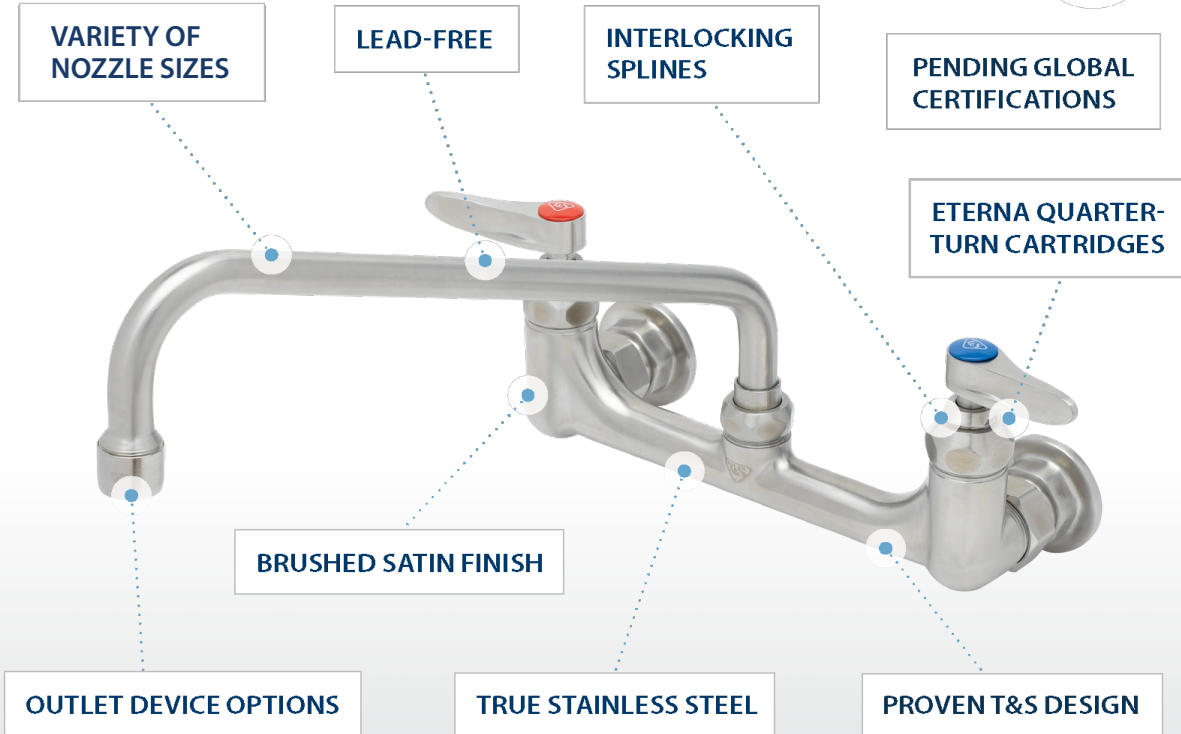 VARIETY OF
NOZZLE SIZES
LEAD-FREE
INTERLOCKING
SPLINES
PENDING GLOBAL
CERTIFICATIONS
ETERNA QUARTER-
TURN CARTRIDGES
BRUSHED SATIN FINISH
OUTLET DEVICE OPTIONS
TRUE STAINLESS STEEL
PROVEN T&S DESIGN